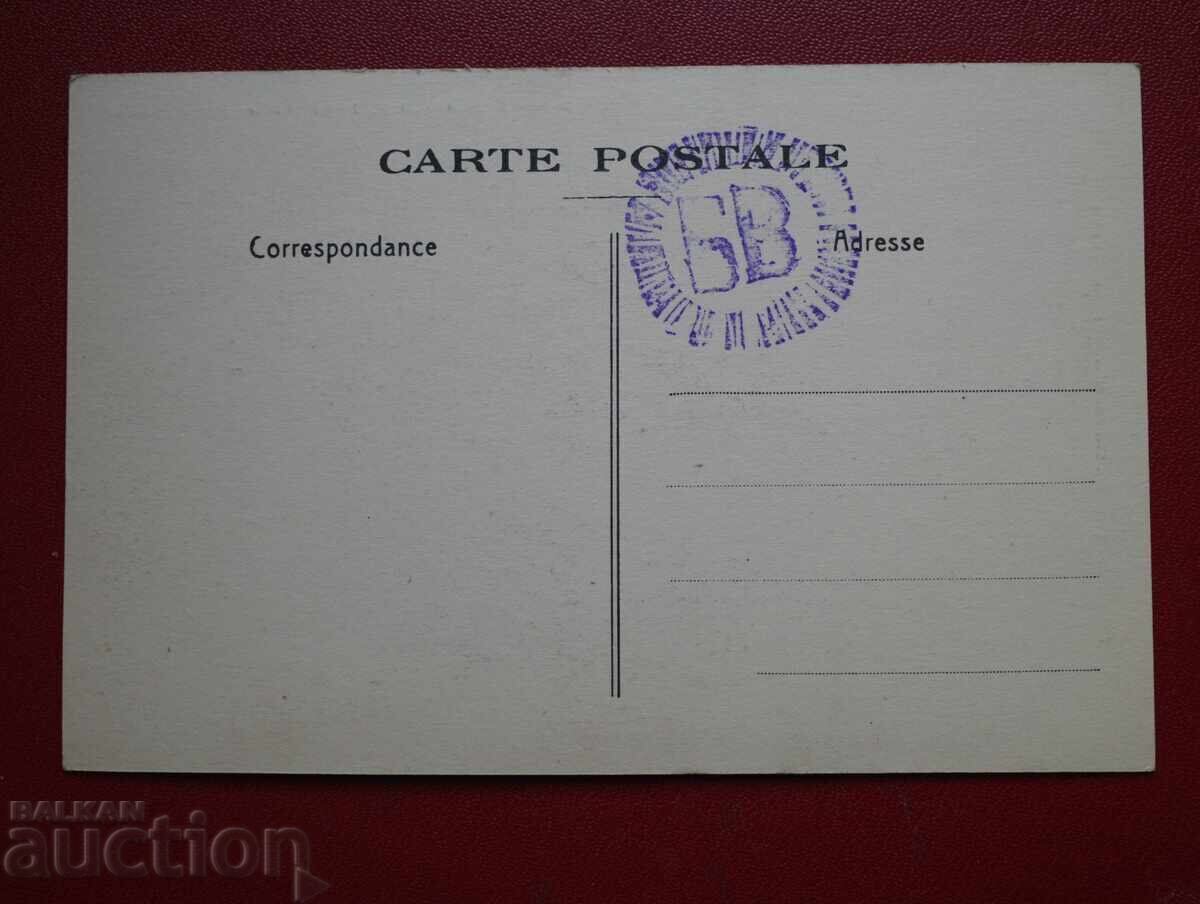 CARTE POSTALE
БВ
Correspondance
Adresse
BALKAN
auction